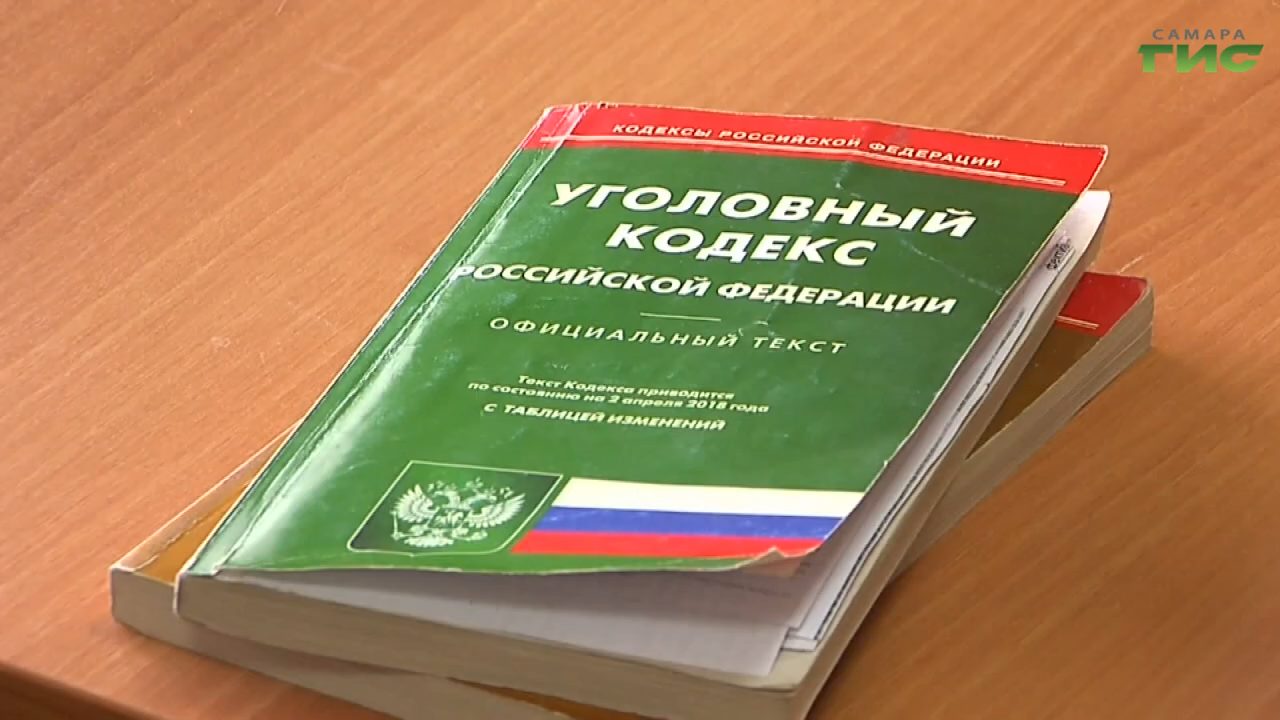 САМАРА
ГИС
КОДЕКСЫ РОССИЙСКОЙ ФЕДЕРАЦИИ
УГОЛОВНЫЙ
КОДЕКС
РОССИЙСКОЙ ФЕДЕРАЦИИ
ОФИЦИАЛЬНЫЙ ТЕКСТ
Текст Кодекса приводится
по состоянию на 2 апреля 2018 года
С ТАБЛИЦЕЙ ИЗМЕНЕНИЙ